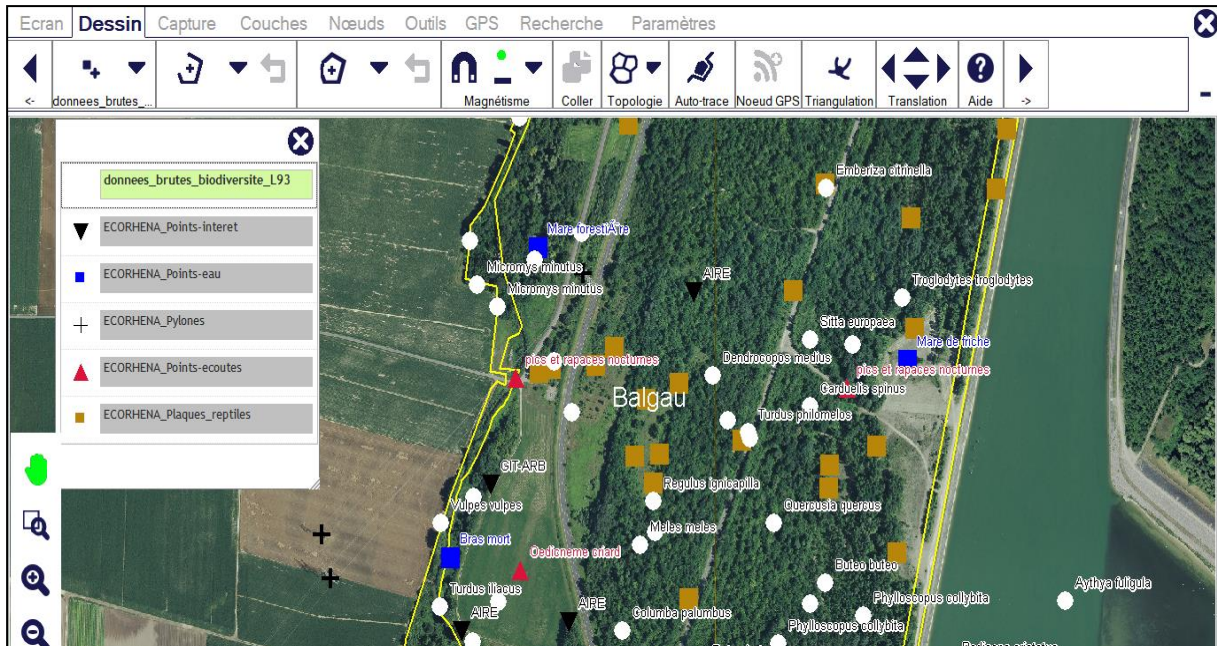 Ecran Dessin Capture Couches Nœuds Outils GPS Recherche Paramètres
<- donnees_brutes_... Magnétisme Coller Topologie Auto-trace Noeud GPS Triangulation Translation Aide ->
donnees_brutes_biodiversite_L93
ECORHENA_Points-interet
ECORHENA_Points-eau
ECORHENA_Pylones
ECORHENA_Points-ecoutes
ECORHENA_Plaques_reptiles
Emberiza citrinella
Mare forestiÃ¨re
Micromys minutus
AIRE
Micromys minutus
Troglodytes troglodytes
Sitta europaea
Mare de friche
pics et rapaces nocturnes
Dendrocopos medius
pics et rapaces nocturnes
Carduelis spinus
Balgau
Turdus philomelos
GIT-ARB
Regulus ignicapilla
Vulpes vulpes
Quercusia quercus
Meles meles
Bras mort
Oedicneme criard
Buteo buteo
Turdus iliacus
Aythya fuligula
AIRE
AIRE
Columba palumbus
Phylloscopus collybita
Phylloscopus collybita